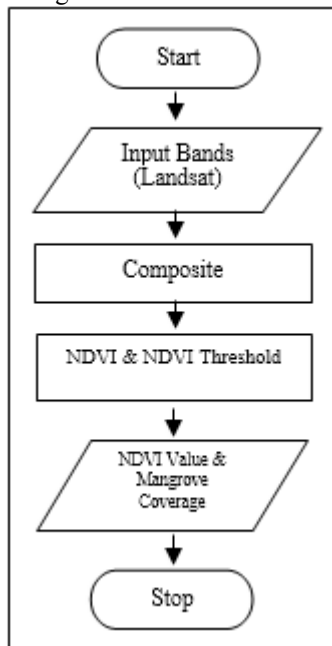 Start
Input Bands
(Landsat)
Composite
NDVI & NDVI Threshold
NDVI Value &
Mangrove
Coverage
Stop